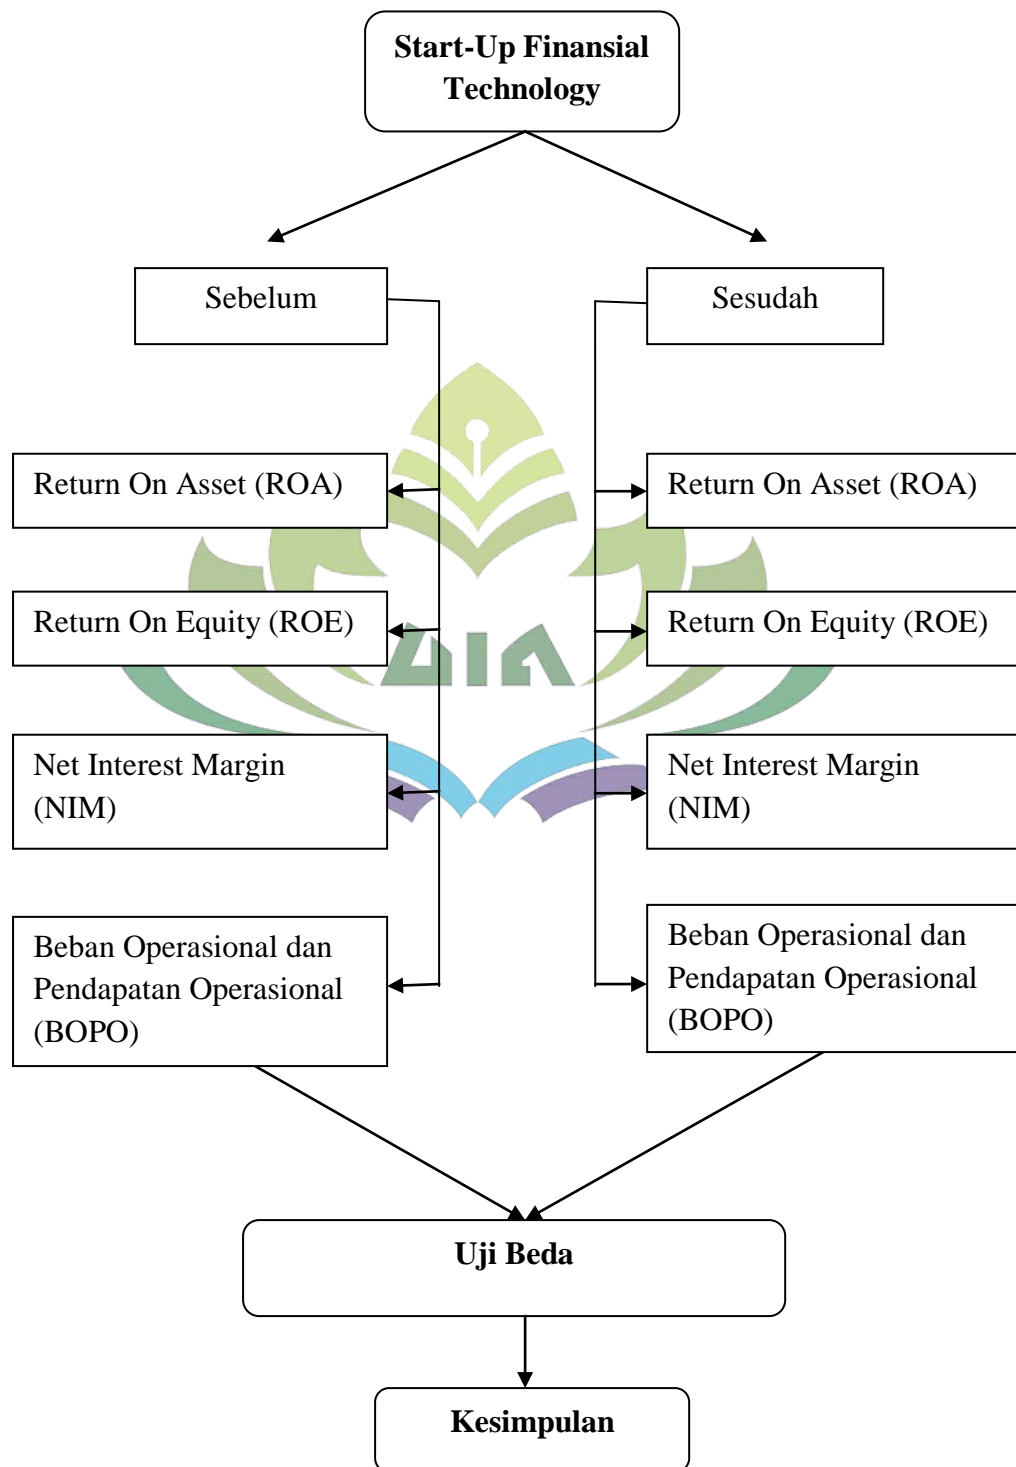 Start-Up Finansial
Technology
Sebelum
Sesudah
Return On Asset (ROA)
Return On Asset (ROA)
Return On Equity (ROE)
Return On Equity (ROE)
UIN
Net Interest Margin
(NIM)
Net Interest Margin
(NIM)
Beban Operasional dan
Pendapatan Operasional
(BOPO)
Beban Operasional dan
Pendapatan Operasional
(BOPO)
Uji Beda
Kesimpulan